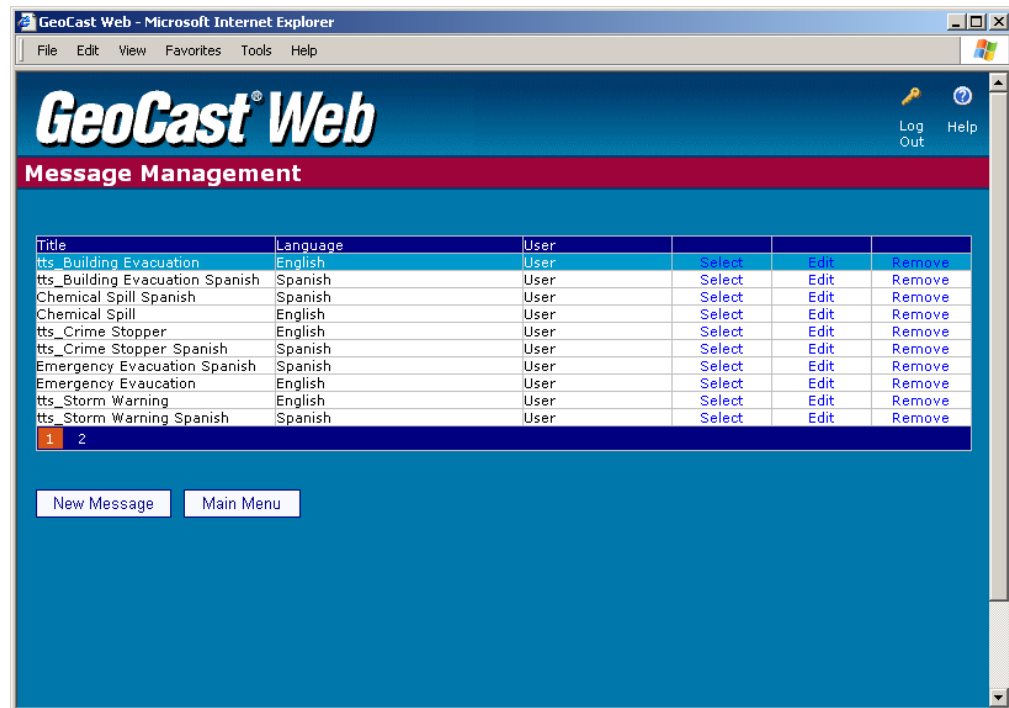 GeoCast Web - Microsoft Internet Explorer
File Edit View Favorites Tools Help
GeoCast® Web
Log Out Help
Message Management
Title Language User
tts_Building Evacuation English User Select Edit Remove
tts_Building Evacuation Spanish Spanish User Select Edit Remove
Chemical Spill Spanish Spanish User Select Edit Remove
Chemical Spill English User Select Edit Remove
tts_Crime Stopper English User Select Edit Remove
tts_Crime Stopper Spanish Spanish User Select Edit Remove
Emergency Evacuation Spanish Spanish User Select Edit Remove
Emergency Evaucation English User Select Edit Remove
tts_Storm Warning English User Select Edit Remove
tts_Storm Warning Spanish Spanish User Select Edit Remove
1 2
New Message Main Menu